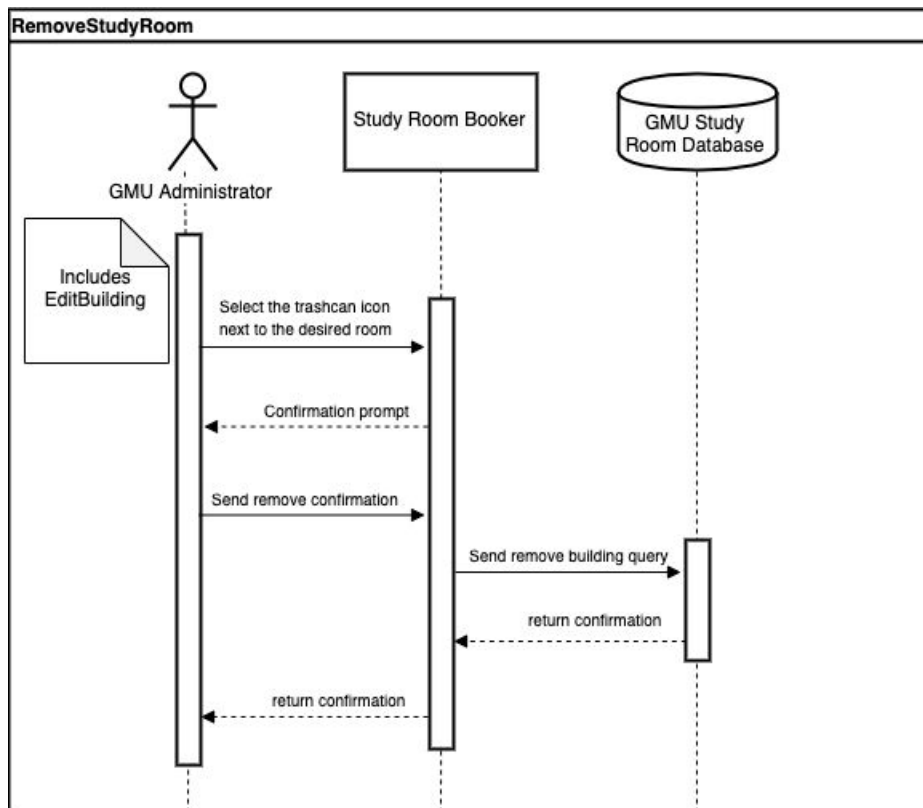 RemoveStudyRoom
Study Room Booker
GMU Study
Room Database
GMU Administrator
Includes
EditBuilding
Select the trashcan icon
next to the desired room
Confirmation prompt
Send remove confirmation
Send remove building query
return confirmation
return confirmation